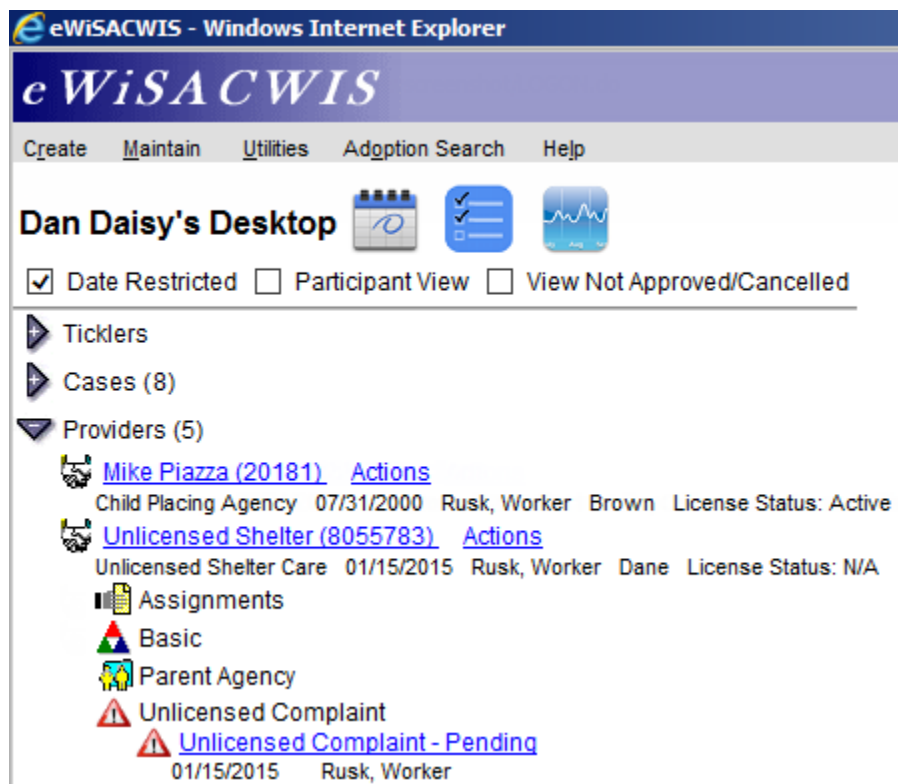 eWiSACWIS - Windows Internet Explorer
e WiSACWIS
Create Maintain Utilities Adoption Search Help
Dan Daisy's Desktop
Date Restricted Participant View View Not Approved/Cancelled
Ticklers
Cases (8)
Providers (5)
Mike Piazza (20181) Actions
Child Placing Agency 07/31/2000 Rusk, Worker Brown License Status: Active
Unlicensed Shelter (8055783) Actions
Unlicensed Shelter Care 01/15/2015 Rusk, Worker Dane License Status: N/A
Assignments
Basic
Parent Agency
Unlicensed Complaint
Unlicensed Complaint - Pending
01/15/2015 Rusk, Worker